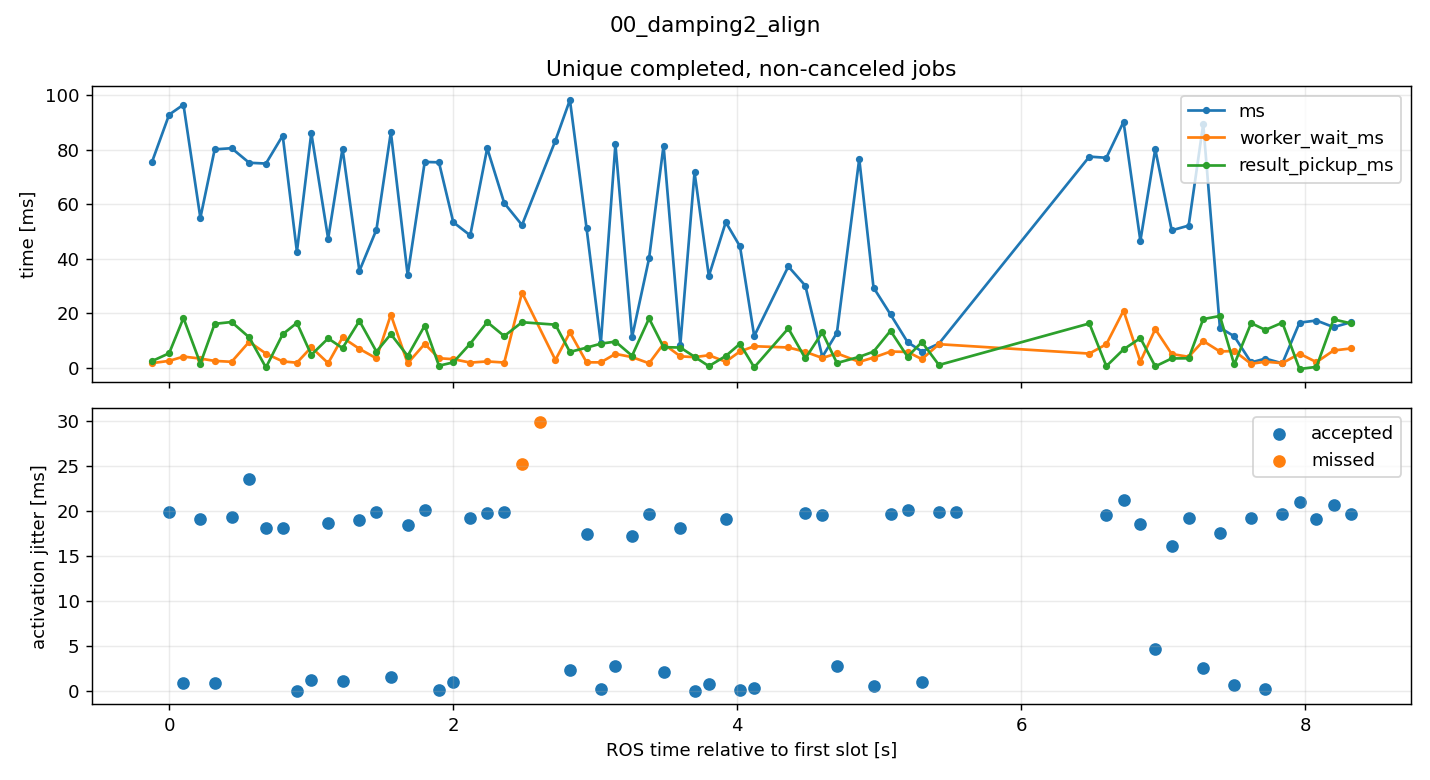 00_damping2_align
Unique completed, non-canceled jobs
time [ms]
100
80
60
40
20
0
ms
worker_wait_ms
result_pickup_ms
activation jitter [ms]
30
25
20
15
10
5
0
accepted
missed
0
2
4
6
8
ROS time relative to first slot [s]